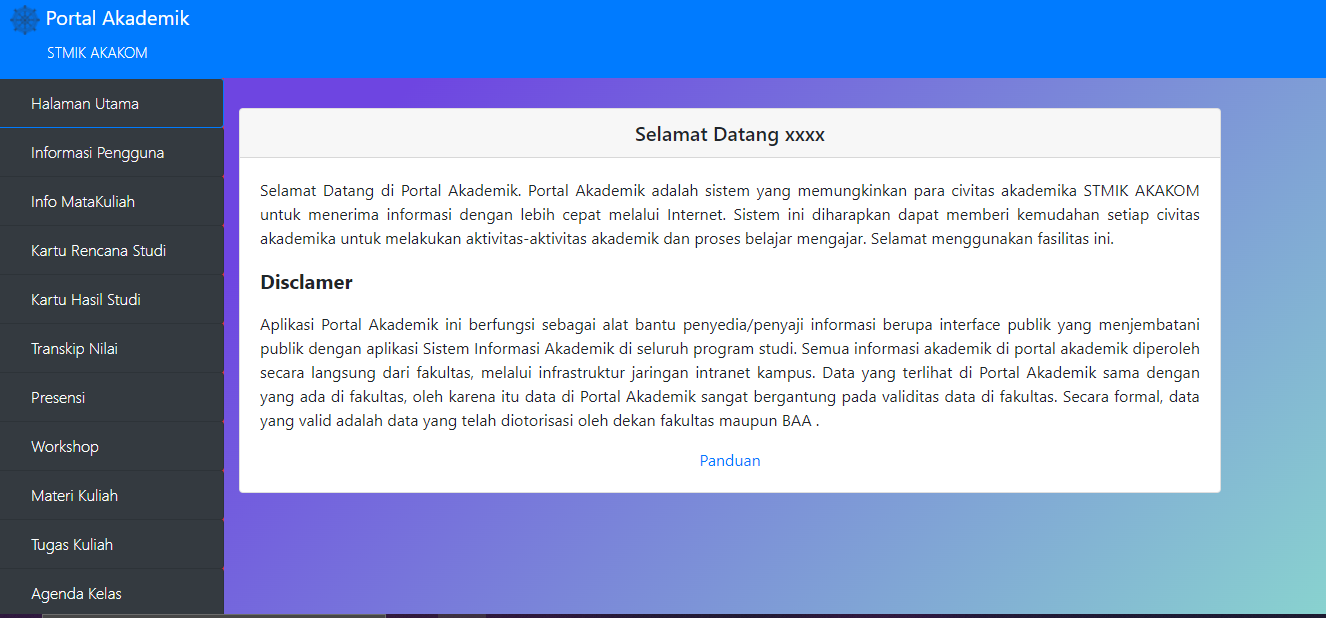 Portal Akademik
STMIK AKAKOM
Halaman Utama
Informasi Pengguna
Info MataKuliah
Kartu Rencana Studi
Kartu Hasil Studi
Transkip Nilai
Presensi
Workshop
Materi Kuliah
Tugas Kuliah
Agenda Kelas
Selamat Datang xxxx
Selamat Datang di Portal Akademik. Portal Akademik adalah sistem yang memungkinkan para civitas akademika STMIK AKAKOM
untuk menerima informasi dengan lebih cepat melalui Internet. Sistem ini diharapkan dapat memberi kemudahan setiap civitas
akademika untuk melakukan aktivitas-aktivitas akademik dan proses belajar mengajar. Selamat menggunakan fasilitas ini.
Disclamer
Aplikasi Portal Akademik ini berfungsi sebagai alat bantu penyedia/penyaji informasi berupa interface publik yang menjembatani
publik dengan aplikasi Sistem Informasi Akademik di seluruh program studi. Semua informasi akademik di portal akademik diperoleh
secara langsung dari fakultas, melalui infrastruktur jaringan intranet kampus. Data yang terlihat di Portal Akademik sama dengan
yang ada di fakultas, oleh karena itu data di Portal Akademik sangat bergantung pada validitas data di fakultas. Secara formal, data
yang valid adalah data yang telah diotorisasi oleh dekan fakultas maupun BAA .
Panduan